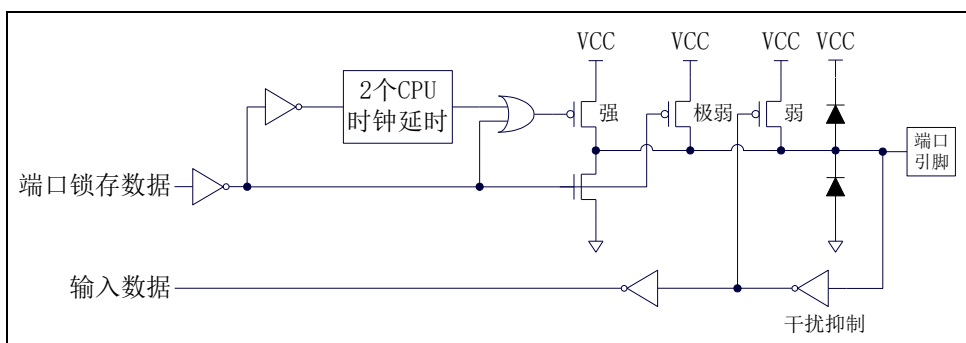 VCC
VCC
VCC
VCC
2个CPU
时钟延时
强
极弱
弱
端口
引脚
端口锁存数据
输入数据
干扰抑制